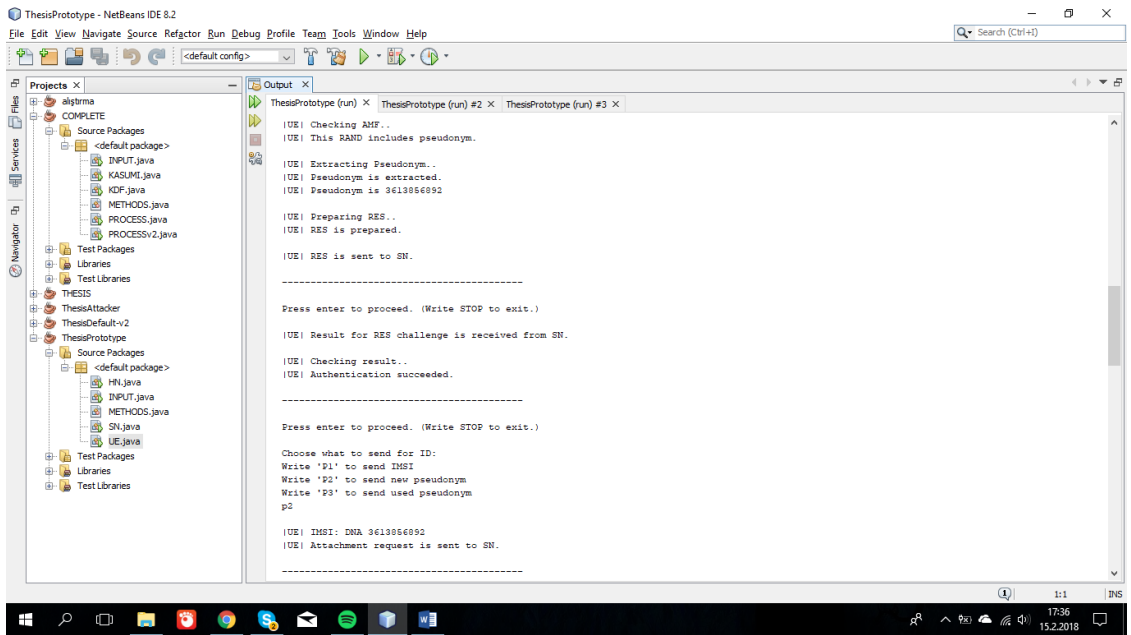 ThesisPrototype - NetBeans IDE 8.2
File Edit View Navigate Source Refactor Run Debug Profile Team Tools Window Help
Search (Ctrl+I)
<default config>
Files
Services
Navigator
Projects
alıştırma
COMPLETE
Source Packages
<default package>
INPUT.java
KASUMI.java
KDF.java
METHODS.java
PROCESS.java
PROCESSv2.java
Test Packages
Libraries
Test Libraries
THESIS
ThesisAttacker
ThesisDefault-v2
ThesisPrototype
Source Packages
<default package>
HN.java
INPUT.java
METHODS.java
SN.java
UE.java
Test Packages
Libraries
Test Libraries
Output
ThesisPrototype (run) ThesisPrototype (run) #2 ThesisPrototype (run) #3
|UE| Checking AMF..
|UE| This RAND includes pseudonym.
|UE| Extracting Pseudonym..
|UE| Pseudonym is extracted.
|UE| Pseudonym is 3613856892
|UE| Preparing RES..
|UE| RES is prepared.
|UE| RES is sent to SN.
------------------------------------------
Press enter to proceed. (Write STOP to exit.)
|UE| Result for RES challenge is received from SN.
|UE| Checking result..
|UE| Authentication succeeded.
------------------------------------------
Press enter to proceed. (Write STOP to exit.)
Choose what to send for ID:
Write 'P1' to send IMSI
Write 'P2' to send new pseudonym
Write 'P3' to send used pseudonym
p2
|UE| IMSI: DNA 3613856892
|UE| Attachment request is sent to SN.
------------------------------------------
1
1:1
INS
17:36
15.2.2018